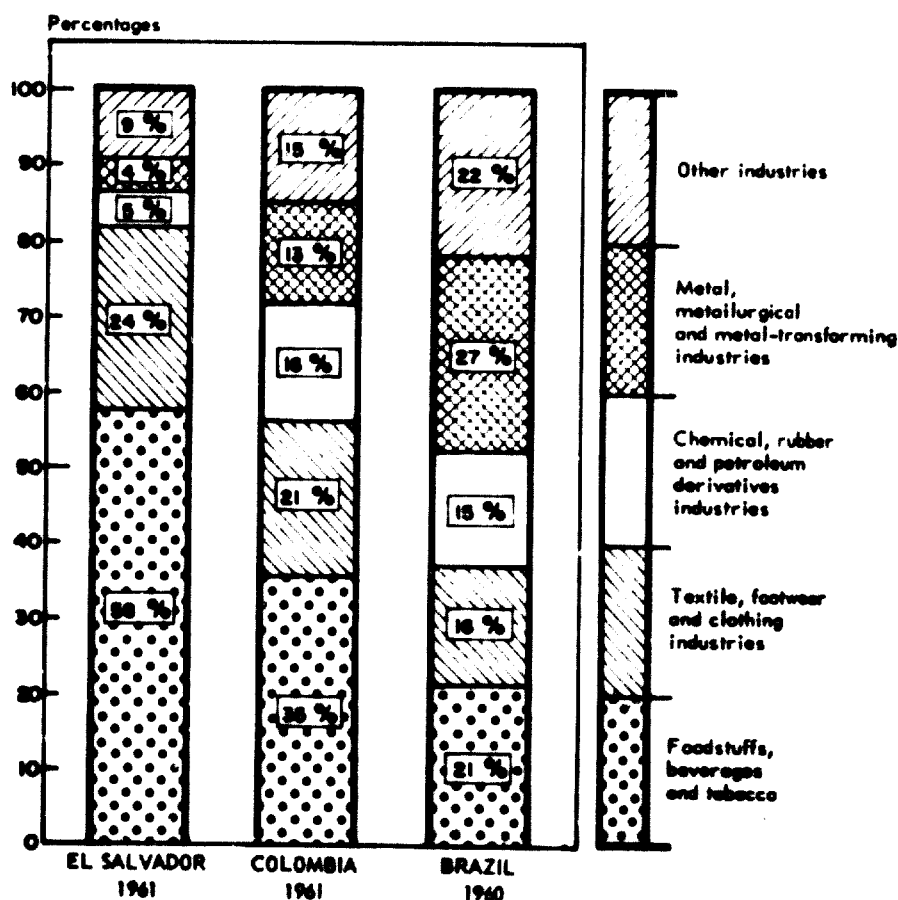 Percentages
100
90
80
70
60
50
40
30
20
10
0
9 %
4 %
5 %
24 %
58 %
EL SALVADOR
1961
15 %
13 %
16 %
21 %
35 %
COLOMBIA
1961
22 %
27 %
15 %
16 %
21 %
BRAZIL
1960
Other industries
Metal,
metallurgical
and metal-transforming
industries
Chemical, rubber
and petroleum
derivatives
industries
Textile, footwear
and clothing
industries
Foodstuffs,
beverages
and tobacco